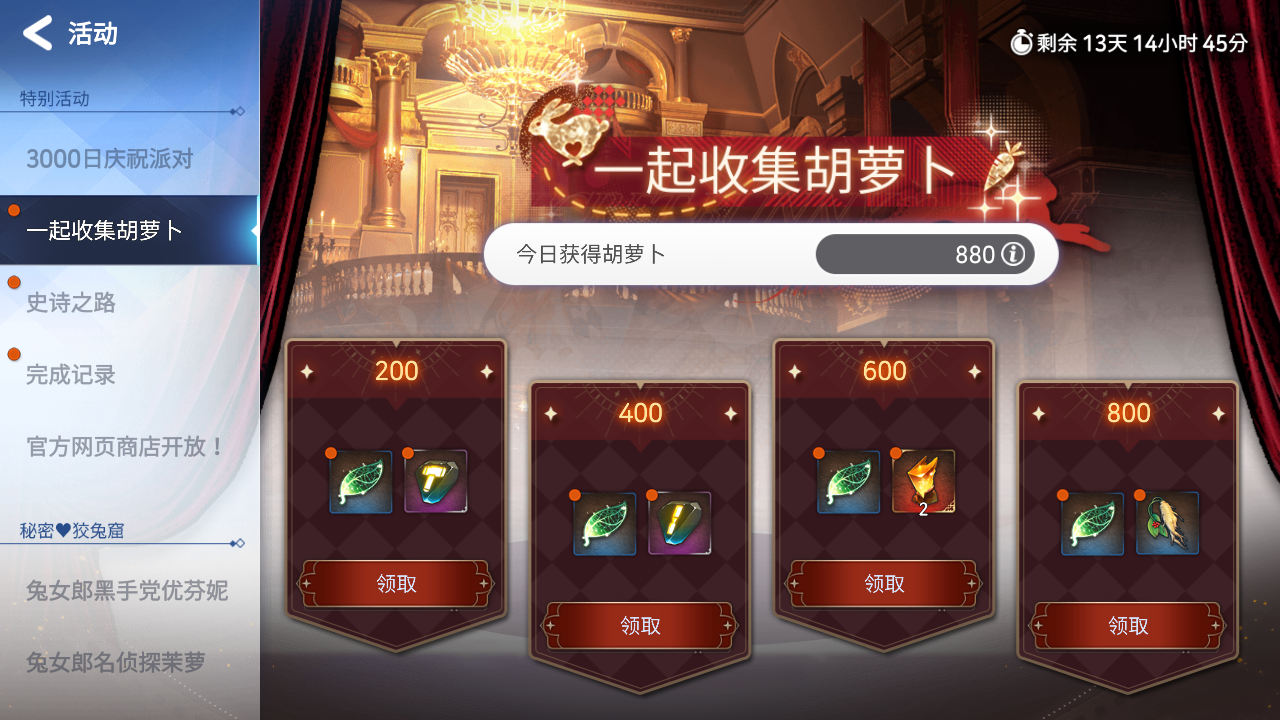 活动
特别活动
3000日庆祝派对
一起收集胡萝卜
史诗之路
完成记录
官方网页商店开放！
秘密♥狡兔窟
兔女郎黑手党优芬妮
兔女郎名侦探茉萝
剩余 13天 14小时 45分
一起收集胡萝卜
今日获得胡萝卜
880
200
领取
400
领取
600
2
领取
800
领取